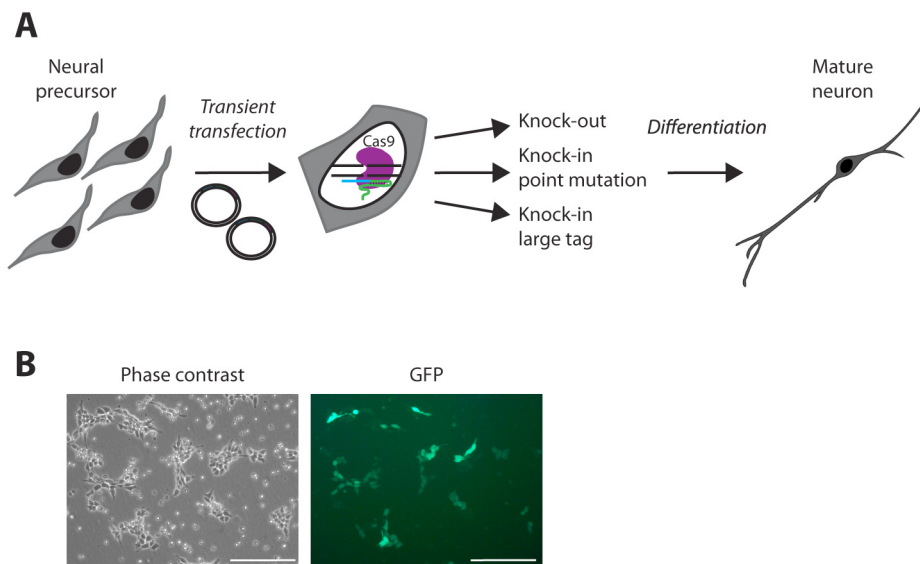 A
Neural
precursor
Transient
transfection
Cas9
Knock-out
Knock-in
point mutation
Knock-in
large tag
Differentiation
Mature
neuron
B
Phase contrast
GFP